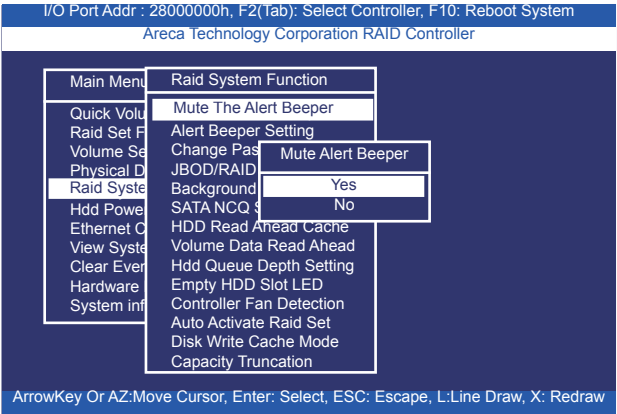 I/O Port Addr : 28000000h, F2(Tab): Select Controller, F10: Reboot System
Areca Technology Corporation RAID Controller
Main Menu
Quick Volu
Raid Set F
Volume Se
Physical D
Raid Syste
Hdd Powe
Ethernet C
View Syste
Clear Even
Hardware
System inf
Raid System Function
Mute The Alert Beeper
Alert Beeper Setting
Change Pas
JBOD/RAID
Background
SATA NCQ S
HDD Read Ahead Cache
Volume Data Read Ahead
Hdd Queue Depth Setting
Empty HDD Slot LED
Controller Fan Detection
Auto Activate Raid Set
Disk Write Cache Mode
Capacity Truncation
Mute Alert Beeper
Yes
No
ArrowKey Or AZ:Move Cursor, Enter: Select, ESC: Escape, L:Line Draw, X: Redraw